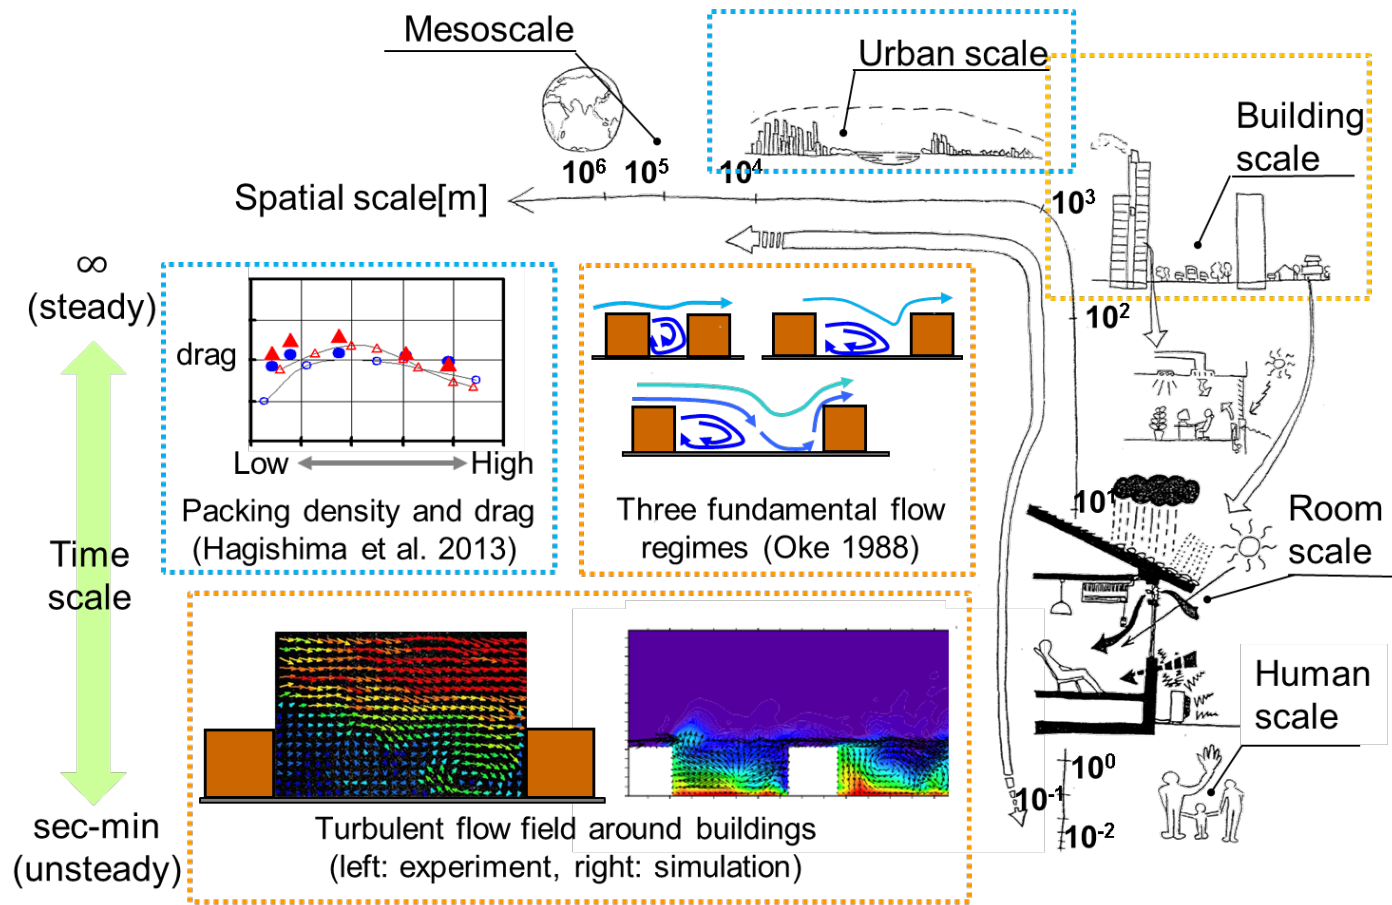 Mesoscale
Urban scale
Building
scale
10⁶
10⁵
10⁴
Spatial scale[m]
10³
∞
(steady)
10²
drag
Low
High
Packing density and drag
(Hagishima et al. 2013)
Three fundamental flow
regimes (Oke 1988)
10¹
Room
scale
Time
scale
Human
scale
10⁰
10⁻¹
10⁻²
sec-min
(unsteady)
Turbulent flow field around buildings
(left: experiment, right: simulation)